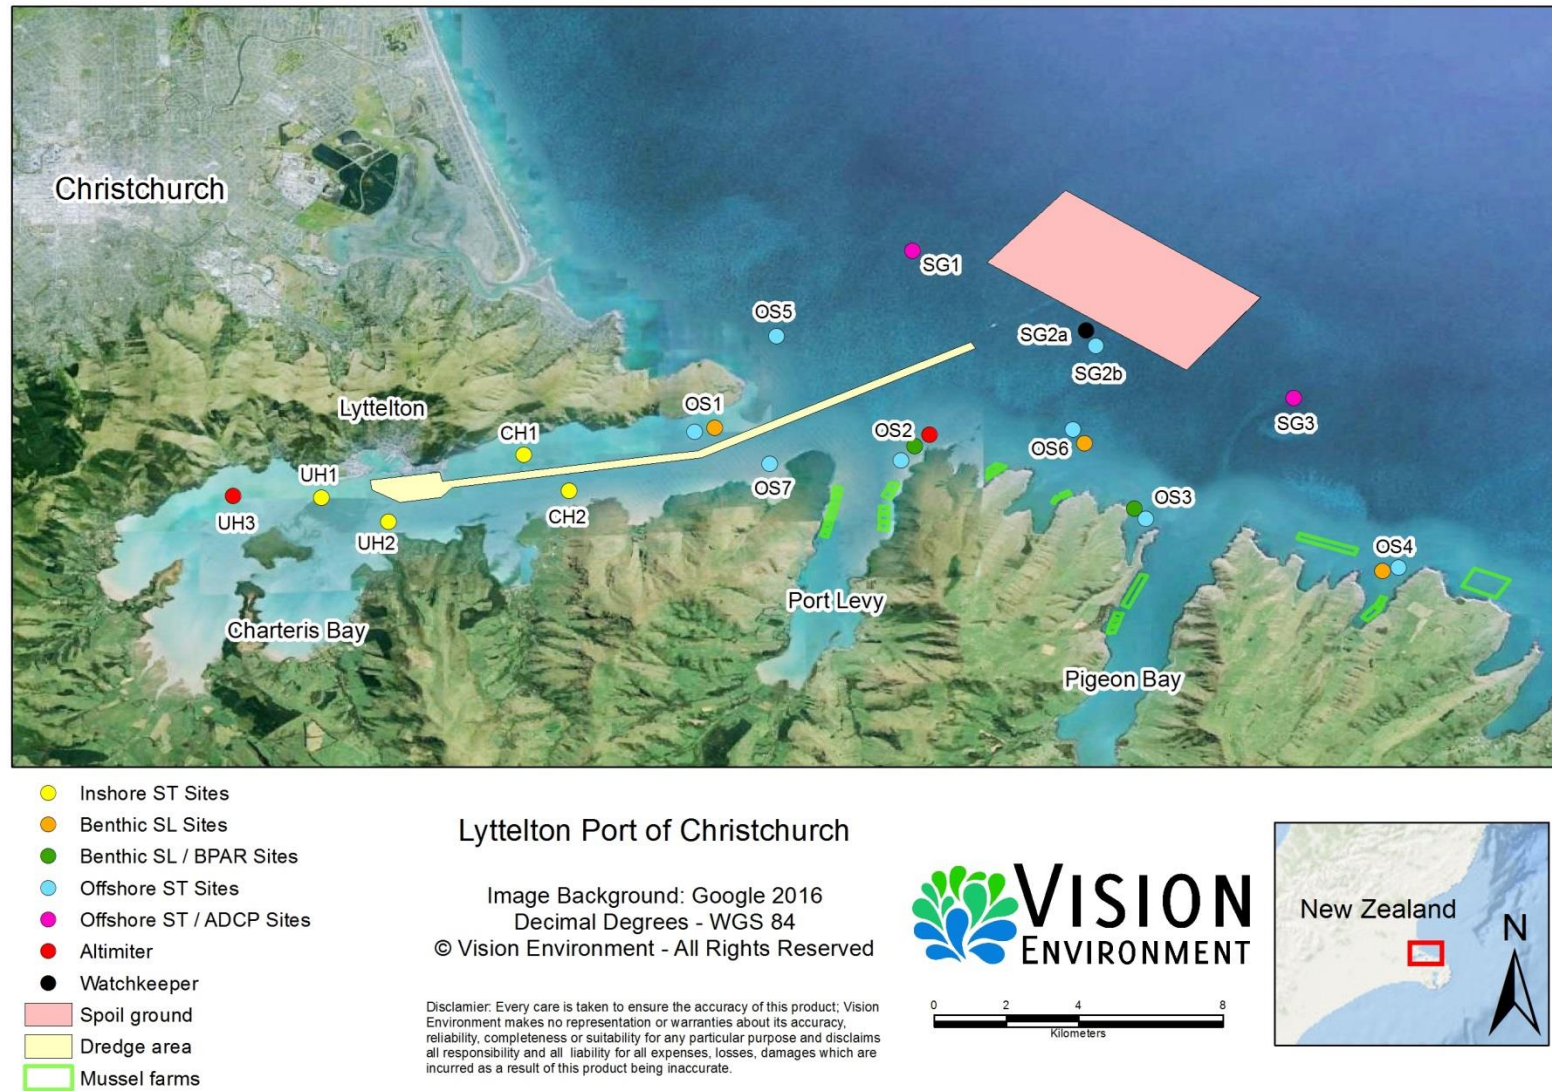 Christchurch
SG1
OS5
SG2a
SG2b
Lyttelton
OS1
SG3
CH1
OS2
OS6
UH1
OS7
OS3
CH2
UH3
UH2
OS4
Port Levy
Charteris Bay
Pigeon Bay
Inshore ST Sites
Benthic SL Sites
Benthic SL / BPAR Sites
Offshore ST Sites
Offshore ST / ADCP Sites
Altimiter
Watchkeeper
Spoil ground
Dredge area
Mussel farms
Lyttelton Port of Christchurch
Image Background: Google 2016
Decimal Degrees - WGS 84
© Vision Environment - All Rights Reserved
Disclamier: Every care is taken to ensure the accuracy of this product; Vision
Environment makes no representation or warranties about its accuracy,
reliability, completeness or suitability for any particular purpose and disclaims
all responsibility and all liability for all expenses, losses, damages which are
incurred as a result of this product being inaccurate.
VISION
ENVIRONMENT
0 2 4 8
Kilometers
New Zealand
N